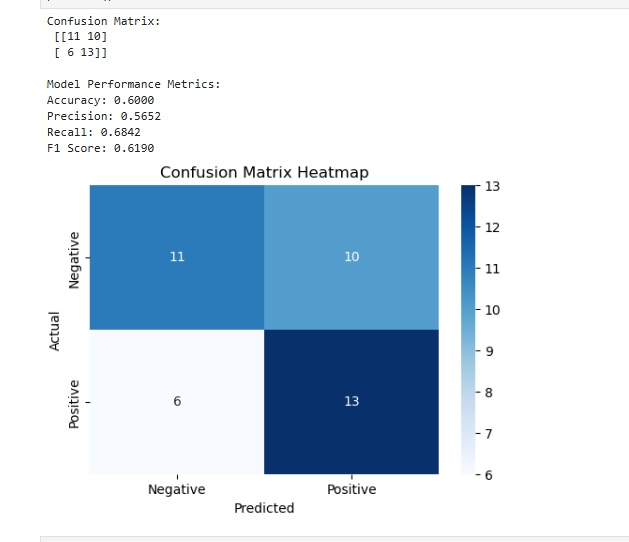 Confusion Matrix:
[[11 10]
[ 6 13]]
Model Performance Metrics:
Accuracy: 0.6000
Precision: 0.5652
Recall: 0.6842
F1 Score: 0.6190
Confusion Matrix Heatmap
13
12
11
10
9
8
7
6
Actual
Negative
11
10
Positive
6
13
Negative
Positive
Predicted